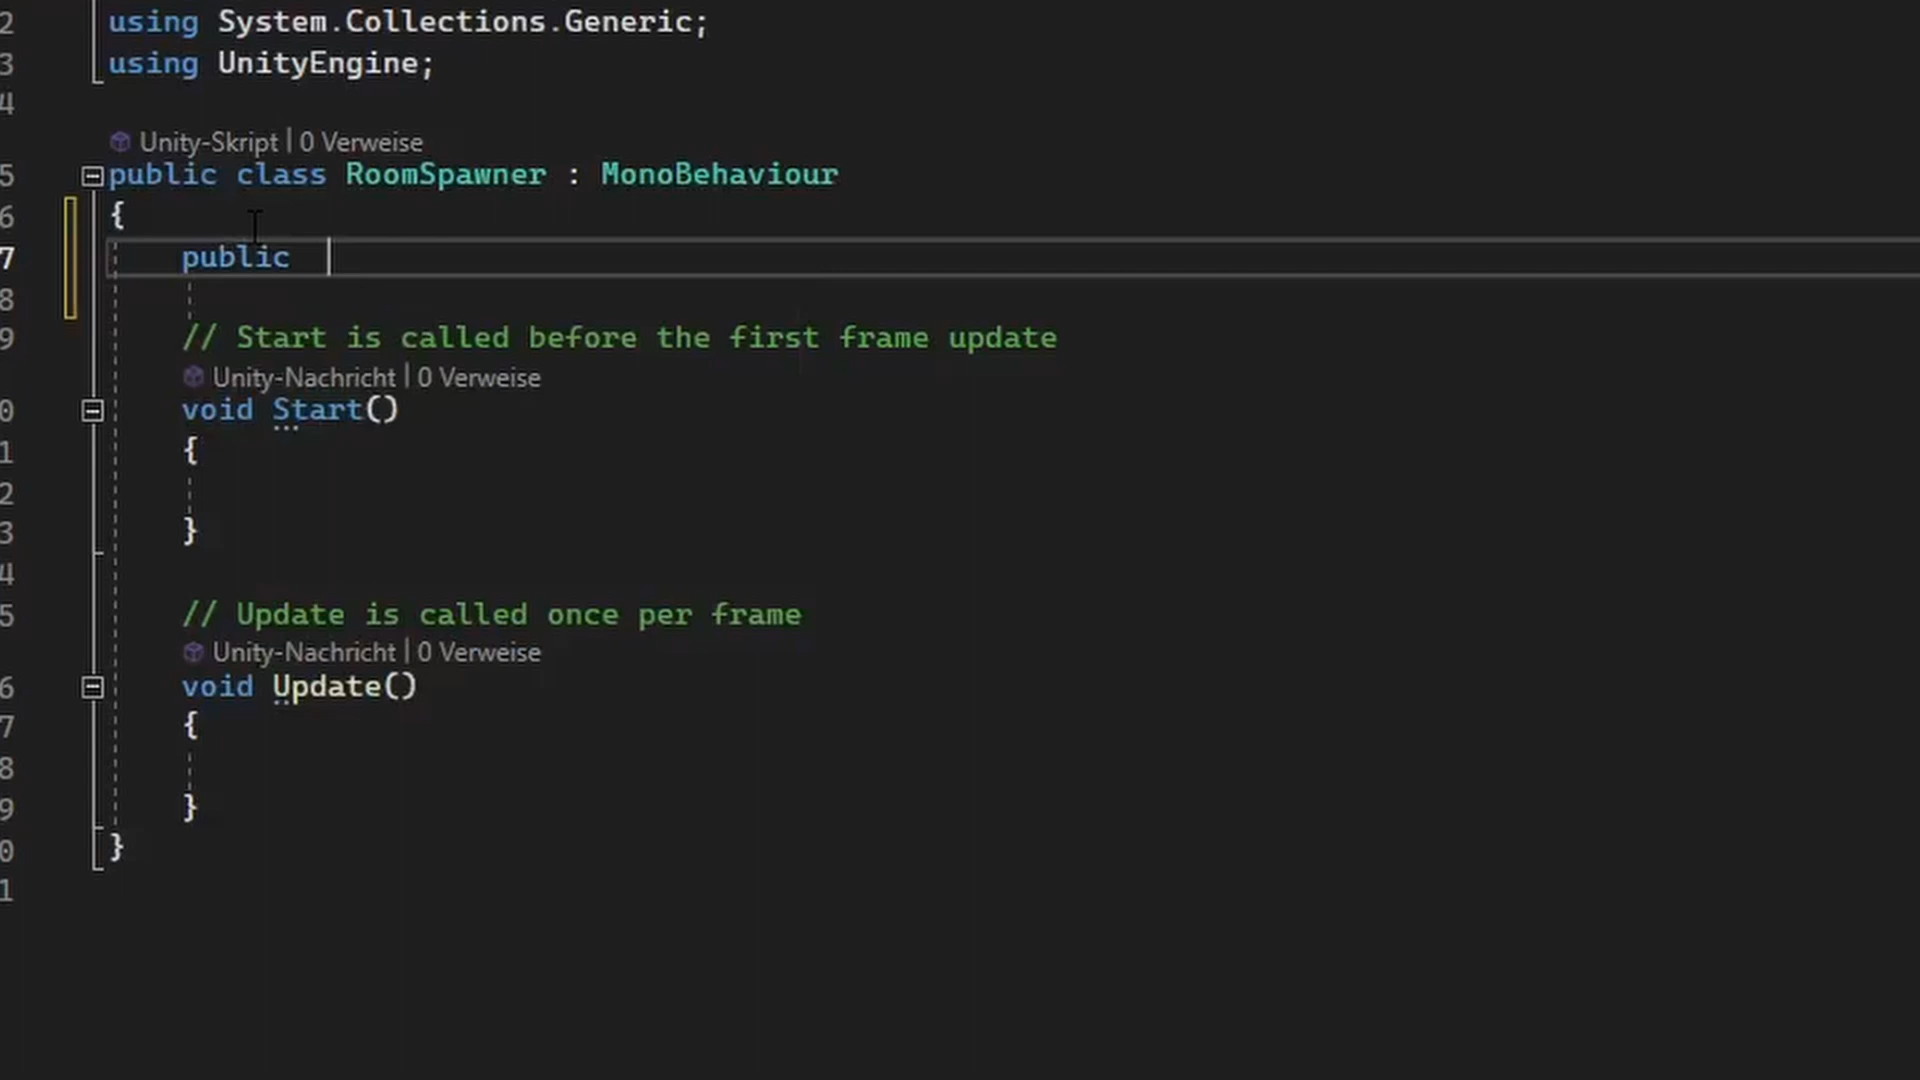 2 using System.Collections.Generic;
3 using UnityEngine;
4
Unity-Skript | 0 Verweise
5 public class RoomSpawner : MonoBehaviour
6 {
7 public
8
9 // Start is called before the first frame update
Unity-Nachricht | 0 Verweise
0 void Start()
1 {
2
3 }
4
5 // Update is called once per frame
Unity-Nachricht | 0 Verweise
6 void Update()
7 {
8
9 }
0 }
1